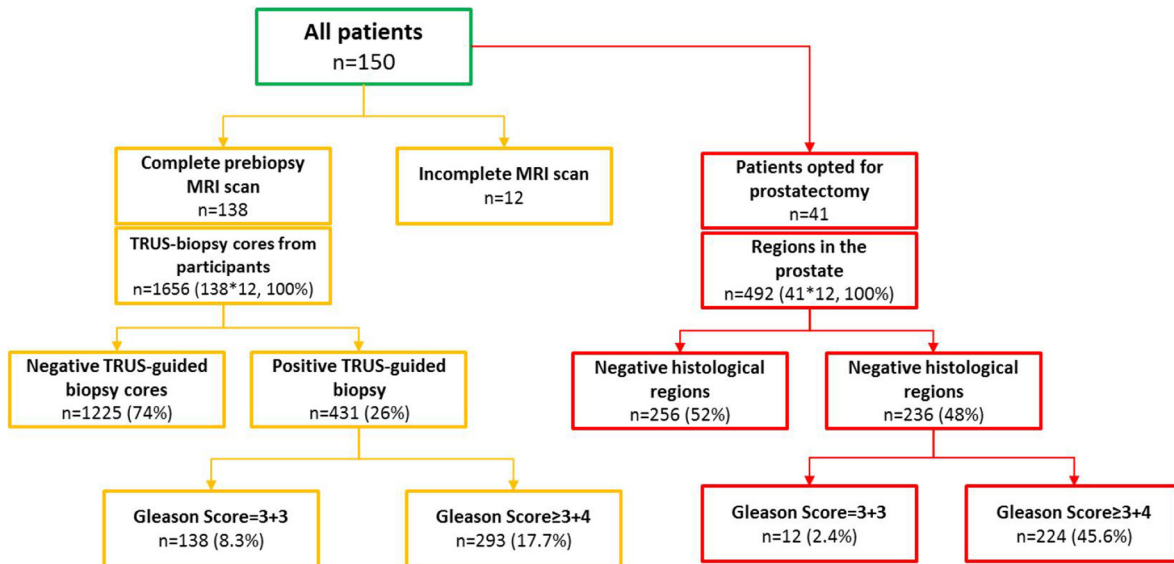 All patients
n=150
Complete prebiopsy
MRI scan
n=138
Incomplete MRI scan
n=12
Patients opted for
prostatectomy
n=41
TRUS-biopsy cores from
participants
n=1656 (138*12, 100%)
Regions in the
prostate
n=492 (41*12, 100%)
Negative TRUS-guided
biopsy cores
n=1225 (74%)
Positive TRUS-guided
biopsy
n=431 (26%)
Negative histological
regions
n=256 (52%)
Negative histological
regions
n=236 (48%)
Gleason Score=3+3
n=138 (8.3%)
Gleason Score≥3+4
n=293 (17.7%)
Gleason Score=3+3
n=12 (2.4%)
Gleason Score≥3+4
n=224 (45.6%)